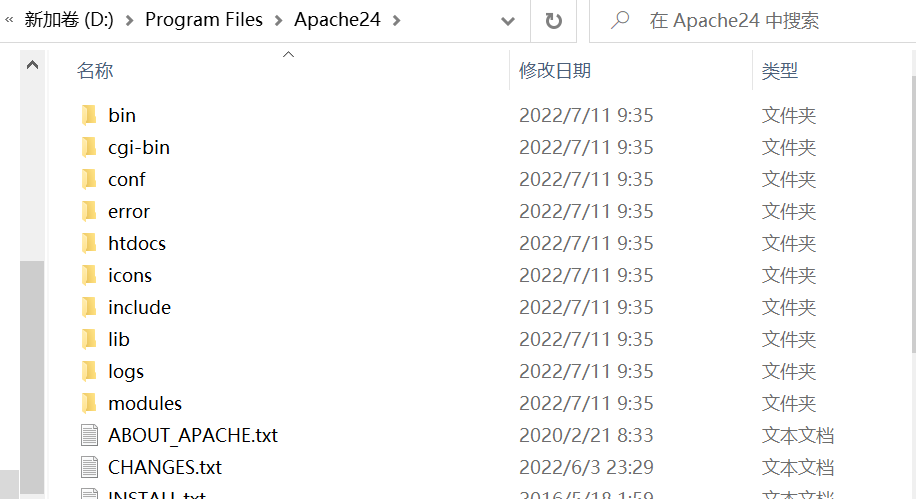 « 新加卷 (D:) > Program Files > Apache24 > 在 Apache24 中搜索
名称 修改日期 类型
bin 2022/7/11 9:35 文件夹
cgi-bin 2022/7/11 9:35 文件夹
conf 2022/7/11 9:35 文件夹
error 2022/7/11 9:35 文件夹
htdocs 2022/7/11 9:35 文件夹
icons 2022/7/11 9:35 文件夹
include 2022/7/11 9:35 文件夹
lib 2022/7/11 9:35 文件夹
logs 2022/7/11 9:35 文件夹
modules 2022/7/11 9:35 文件夹
ABOUT_APACHE.txt 2020/2/21 8:33 文本文档
CHANGES.txt 2022/6/3 23:29 文本文档
INSTALL.txt 2016/5/18 1:59 文本文档